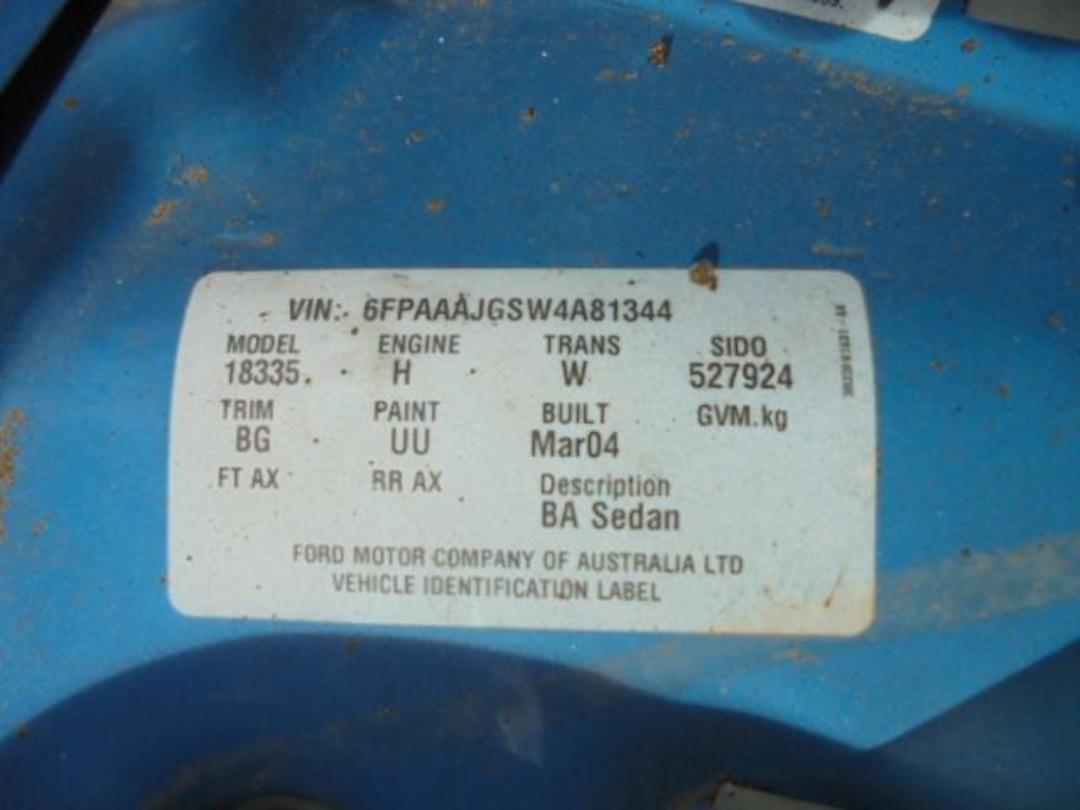 VIN: 6FPAAAJGSW4A81344
MODEL ENGINE TRANS SIDO
18335 H W 527924
TRIM PAINT BUILT GVM.kg
BG UU Mar04
FT AX RR AX Description
BA Sedan
FORD MOTOR COMPANY OF AUSTRALIA LTD
VEHICLE IDENTIFICATION LABEL